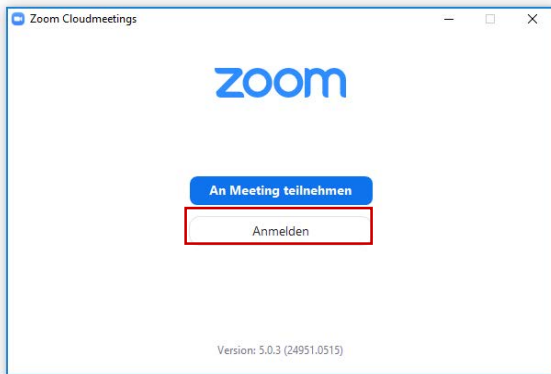 Zoom Cloudmeetings
zoom
An Meeting teilnehmen
Anmelden
Version: 5.0.3 (24951.0515)